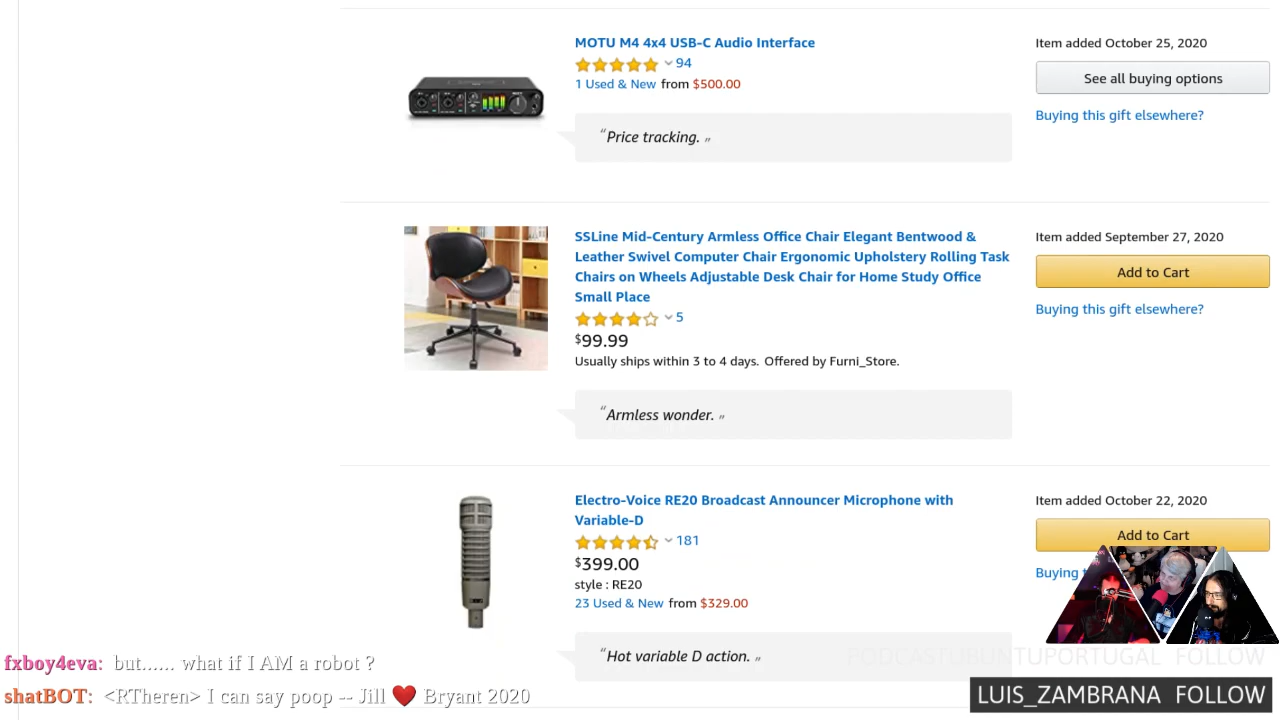 MOTU M4 4x4 USB-C Audio Interface
94
1 Used & New from $500.00
“Price tracking. ”
Item added October 25, 2020
See all buying options
Buying this gift elsewhere?
SSLine Mid-Century Armless Office Chair Elegant Bentwood &
Leather Swivel Computer Chair Ergonomic Upholstery Rolling Task
Chairs on Wheels Adjustable Desk Chair for Home Study Office
Small Place
5
$99.99
Usually ships within 3 to 4 days. Offered by Furni_Store.
“Armless wonder. ”
Item added September 27, 2020
Add to Cart
Buying this gift elsewhere?
Electro-Voice RE20 Broadcast Announcer Microphone with
Variable-D
181
$399.00
style : RE20
23 Used & New from $329.00
“Hot variable D action. ”
Item added October 22, 2020
Add to Cart
Buying
fxboy4eva: but...... what if I AM a robot ?
shatBOT: <RTheren> I can say poop -- Jill ❤ Bryant 2020
PODCASTUBUNTUPORTUGAL FOLLOW
LUIS_ZAMBRANA FOLLOW